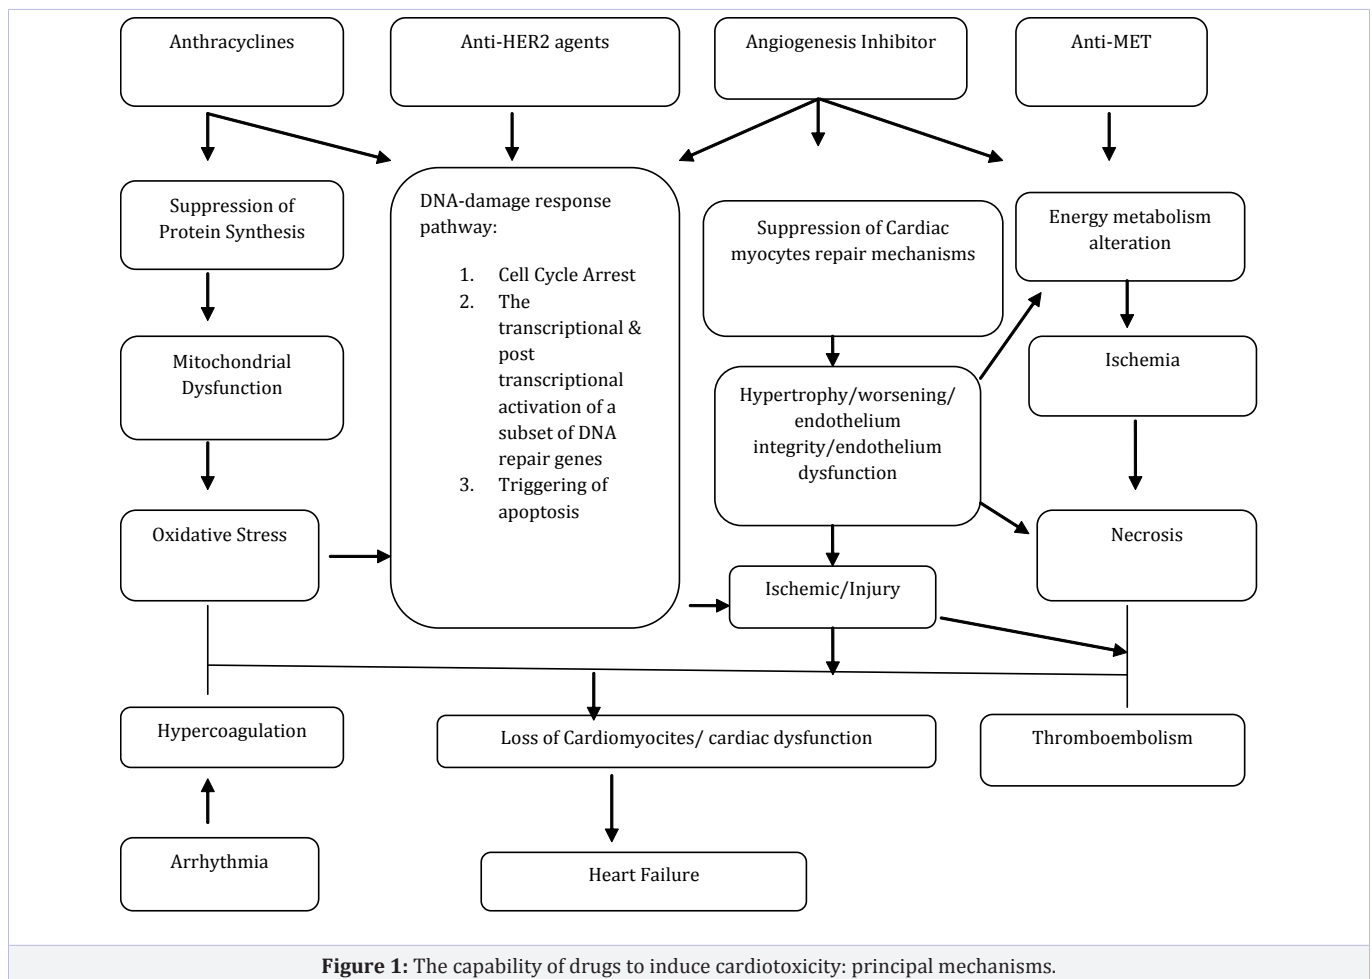 Anthracyclines
Anti-HER2 agents
Angiogenesis Inhibitor
Anti-MET
Suppression of
Protein Synthesis
DNA-damage response
pathway:
1. Cell Cycle Arrest
2. The
transcriptional &
post
transcriptional
activation of a
subset of DNA
repair genes
3. Triggering of
apoptosis
Suppression of Cardiac
myocytes repair mechanisms
Energy metabolism
alteration
Mitochondrial
Dysfunction
Hypertrophy/worsening/
endothelium
integrity/endothelium
dysfunction
Ischemia
Oxidative Stress
Ischemic/Injury
Necrosis
Hypercoagulation
Loss of Cardiomyocites/ cardiac dysfunction
Thromboembolism
Arrhythmia
Heart Failure
Figure 1: The capability of drugs to induce cardiotoxicity: principal mechanisms.